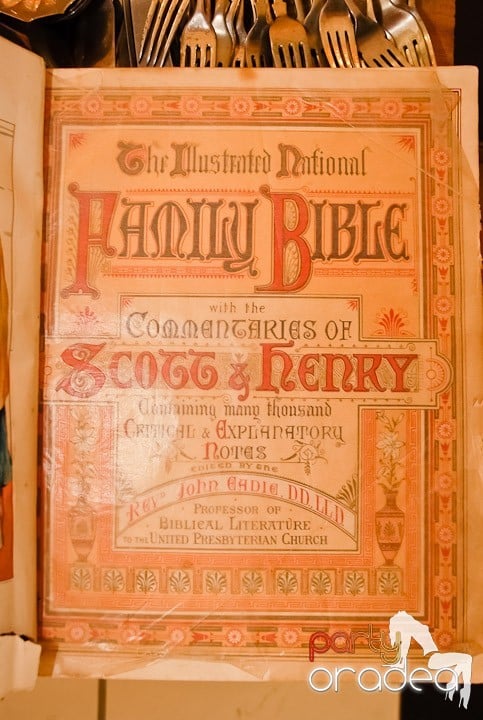 The Illustrated National
Family Bible
with the
Commentaries of
Scott & Henry
Containing many thousand
Critical & Explanatory
Notes
edited by the
Revd John Eadie, DD. LLD.
Professor of
Biblical Literature
to the United Presbyterian Church
party
oradea